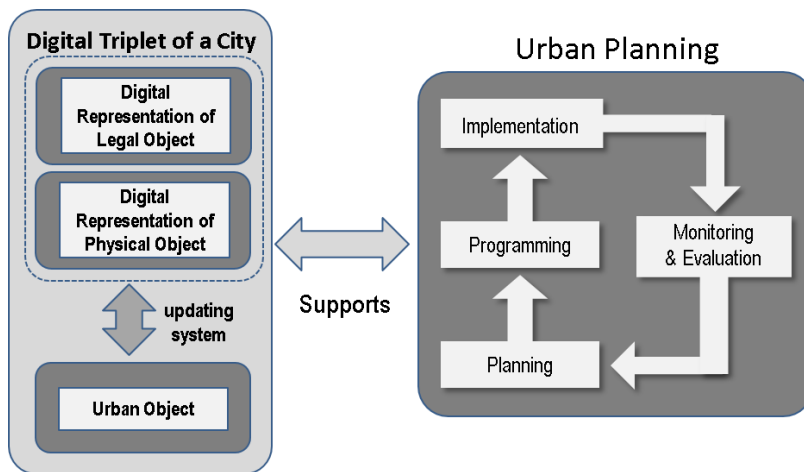 Digital Triplet of a City
Digital
Representation of
Legal Object
Digital
Representation of
Physical Object
updating
system
Urban Object
Supports
Urban Planning
Implementation
Programming
Planning
Monitoring
& Evaluation